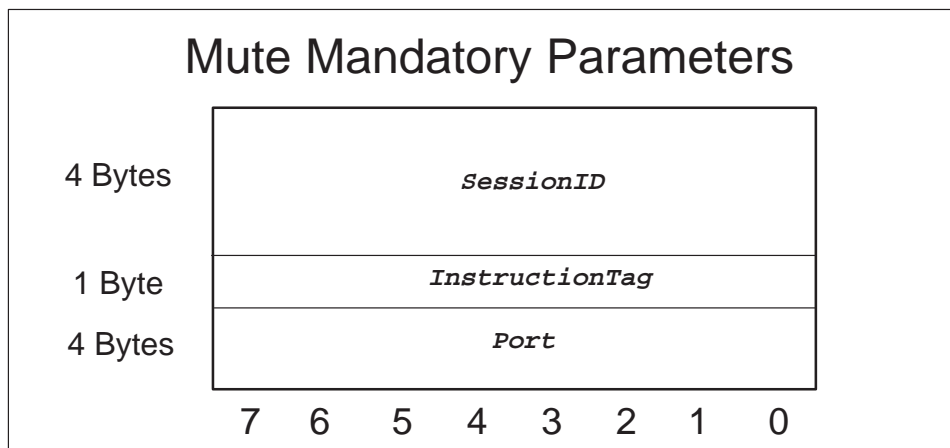 Mute Mandatory Parameters
4 Bytes SessionID
1 Byte InstructionTag
4 Bytes Port
7 6 5 4 3 2 1 0